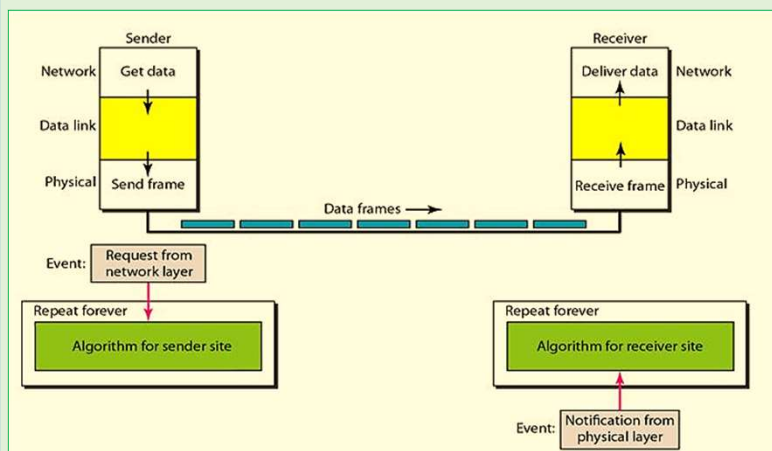 Sender
Receiver
Network
Get data
Deliver data
Network
Data link
Data link
Physical
Send frame
Receive frame
Physical
Data frames
Event:
Request from
network layer
Repeat forever
Algorithm for sender site
Repeat forever
Algorithm for receiver site
Event:
Notification from
physical layer